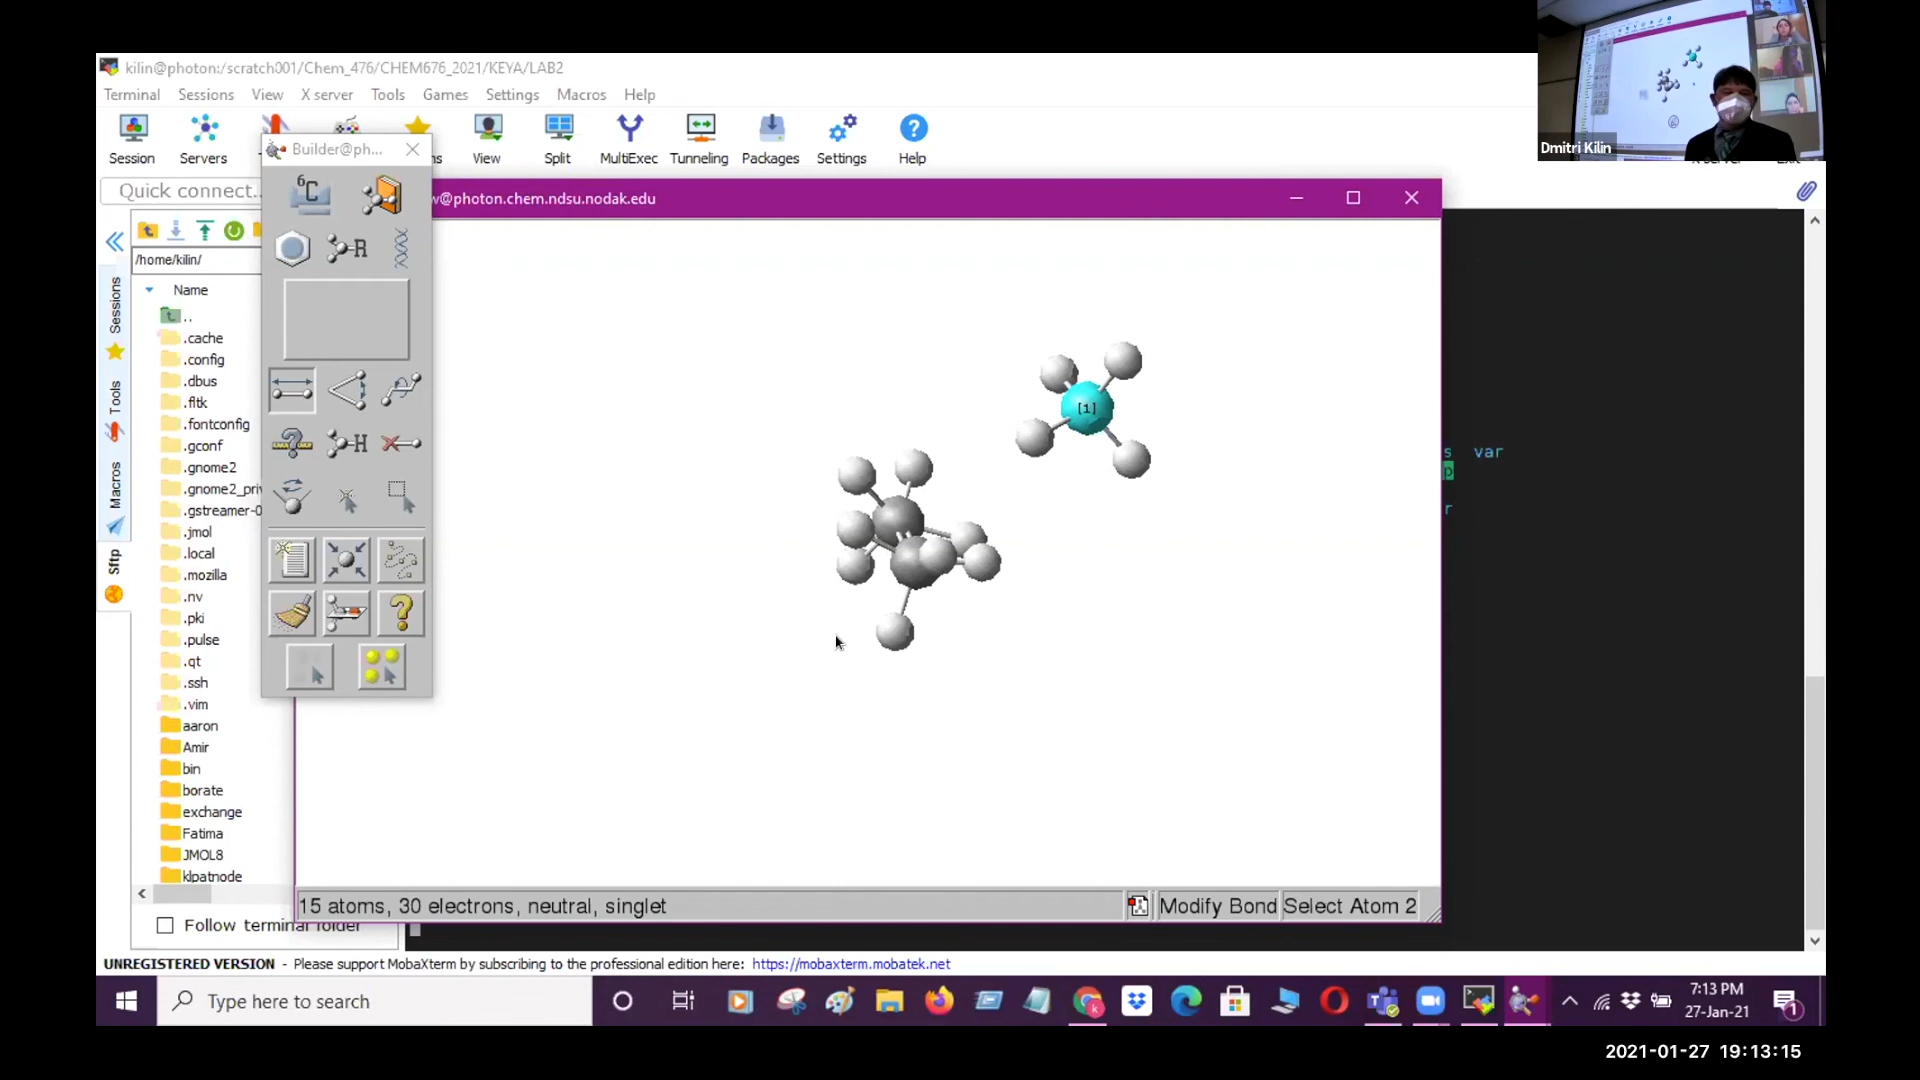 kilin@photon:/scratch001/Chem_476/CHEM676_2021/KEYA/LAB2
Terminal Sessions View X server Tools Games Settings Macros Help
Session Servers View Split MultiExec Tunneling Packages Settings Help
Dmitri Kilin
Builder@ph...
6C
R
H
Quick connect..
w@photon.chem.ndsu.nodak.edu
/home/kilin/
Name
..
.cache
.config
.dbus
.fltk
.fontconfig
.gconf
.gnome2
.gnome2_priv
.gstreamer-0
.jmol
.local
.mozilla
.nv
.pki
.pulse
.qt
.ssh
.vim
aaron
Amir
bin
borate
exchange
Fatima
JMOL8
klpatnode
Sessions
Tools
Macros
Sftp
[1]
s var
p
r
15 atoms, 30 electrons, neutral, singlet
Modify Bond
Select Atom 2
Follow terminal folder
UNREGISTERED VERSION - Please support MobaXterm by subscribing to the professional edition here: https://mobaxterm.mobatek.net
Type here to search
7:13 PM
27-Jan-21
1
2021-01-27 19:13:15